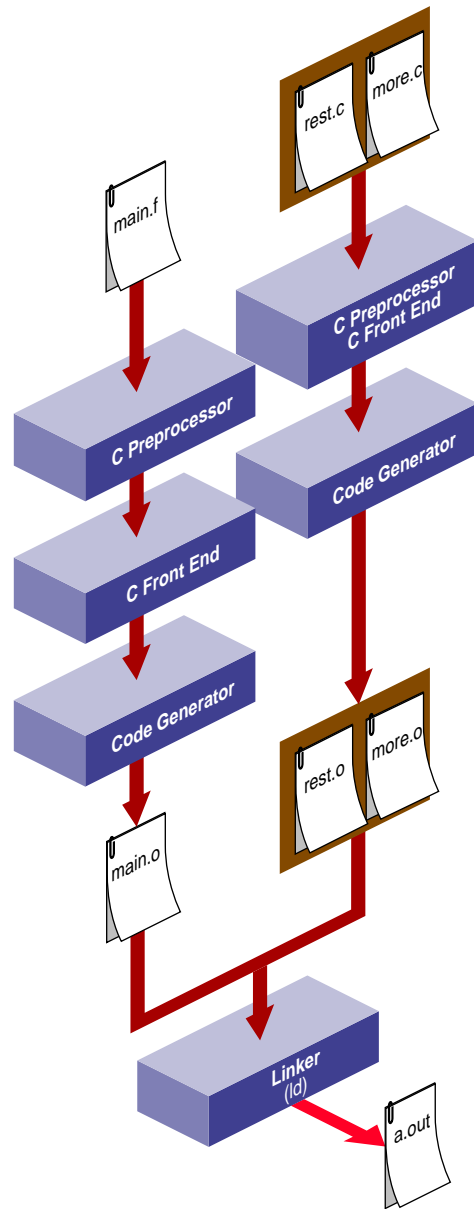 rest.c
more.c
main.f
C Preprocessor
C Front End
C Preprocessor
Code Generator
C Front End
Code Generator
rest.o
more.o
main.o
Linker
(ld)
a.out